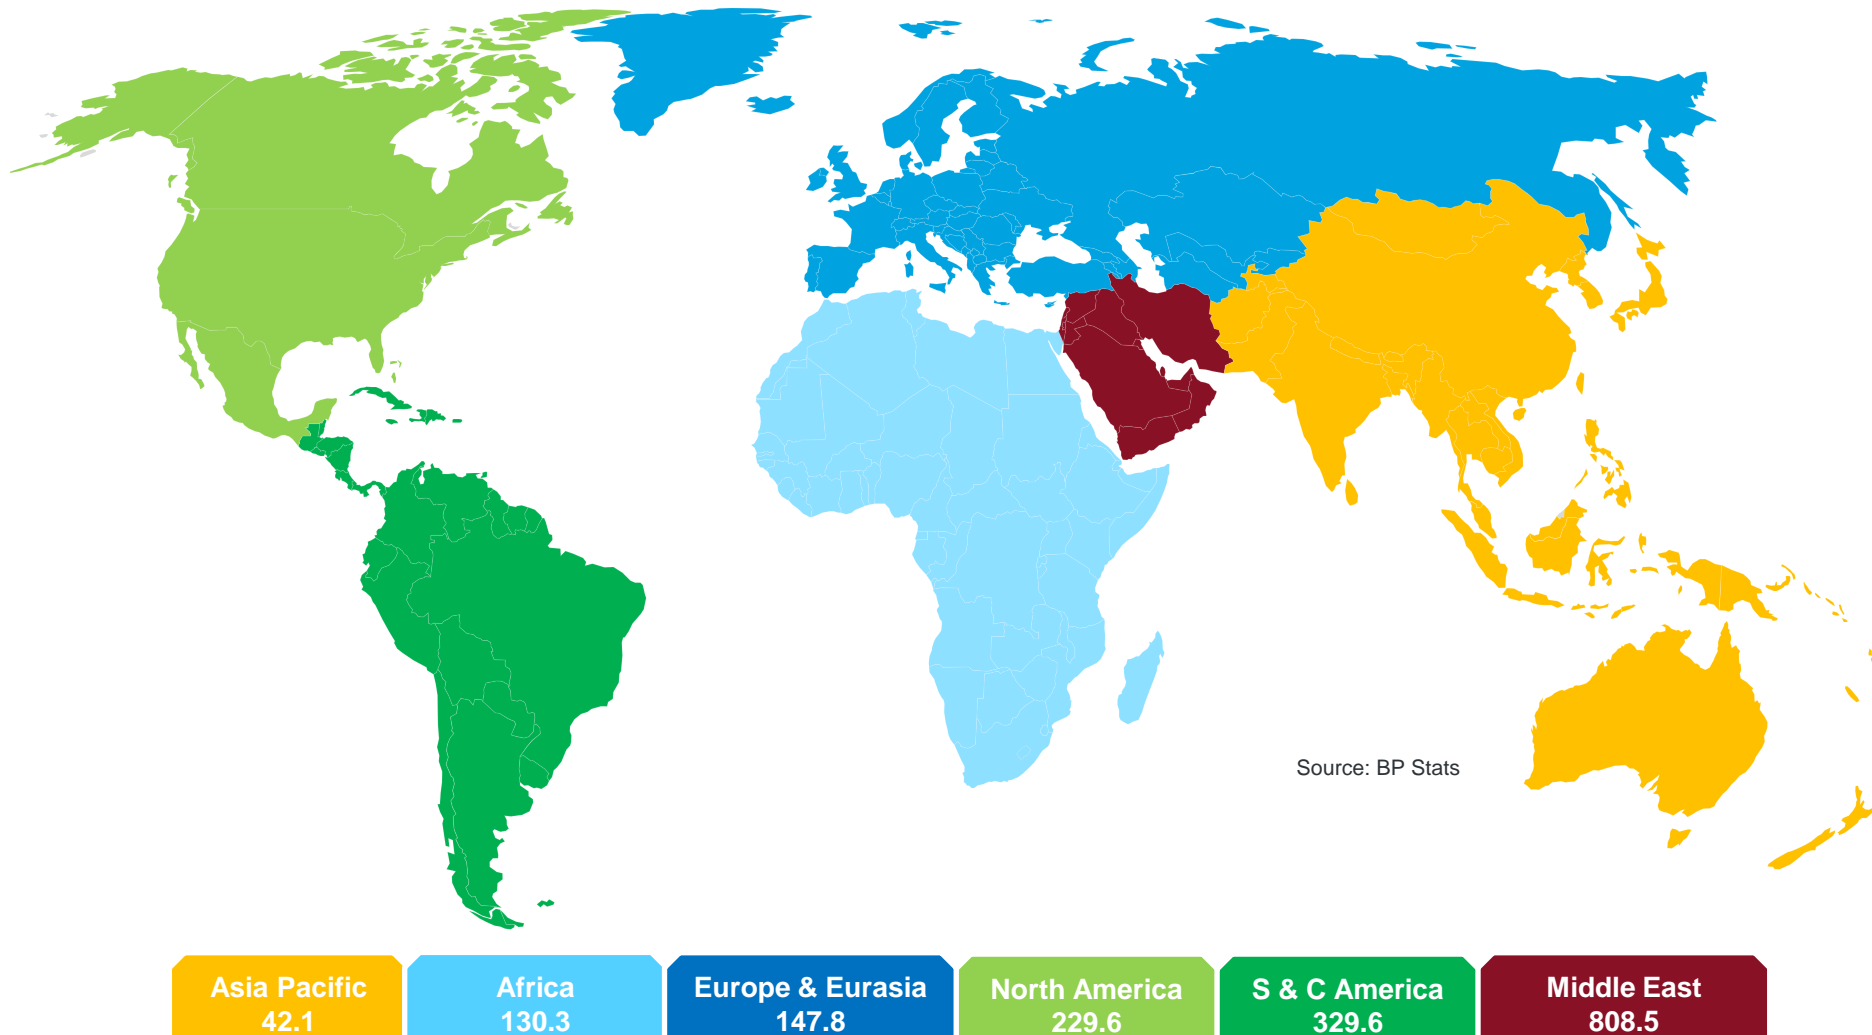 Source: BP Stats
Asia Pacific
42.1
Africa
130.3
Europe & Eurasia
147.8
North America
229.6
S & C America
329.6
Middle East
808.5